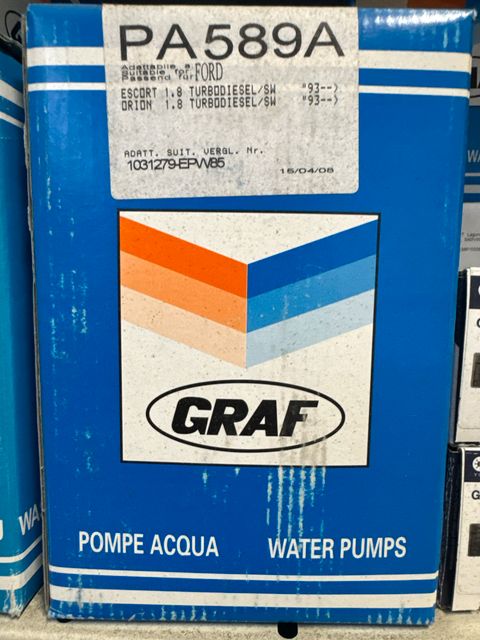 PA589A
Adattabile a
Suitable for FORD
Passend für
ESCORT 1.8 TURBODIESEL/SW "93-->
ORION 1.8 TURBODIESEL/SW "93-->
ADATT. SUIT. VERGL. Nr.
1031279-EPW85
15/04/08
GRAF
POMPE ACQUA WATER PUMPS